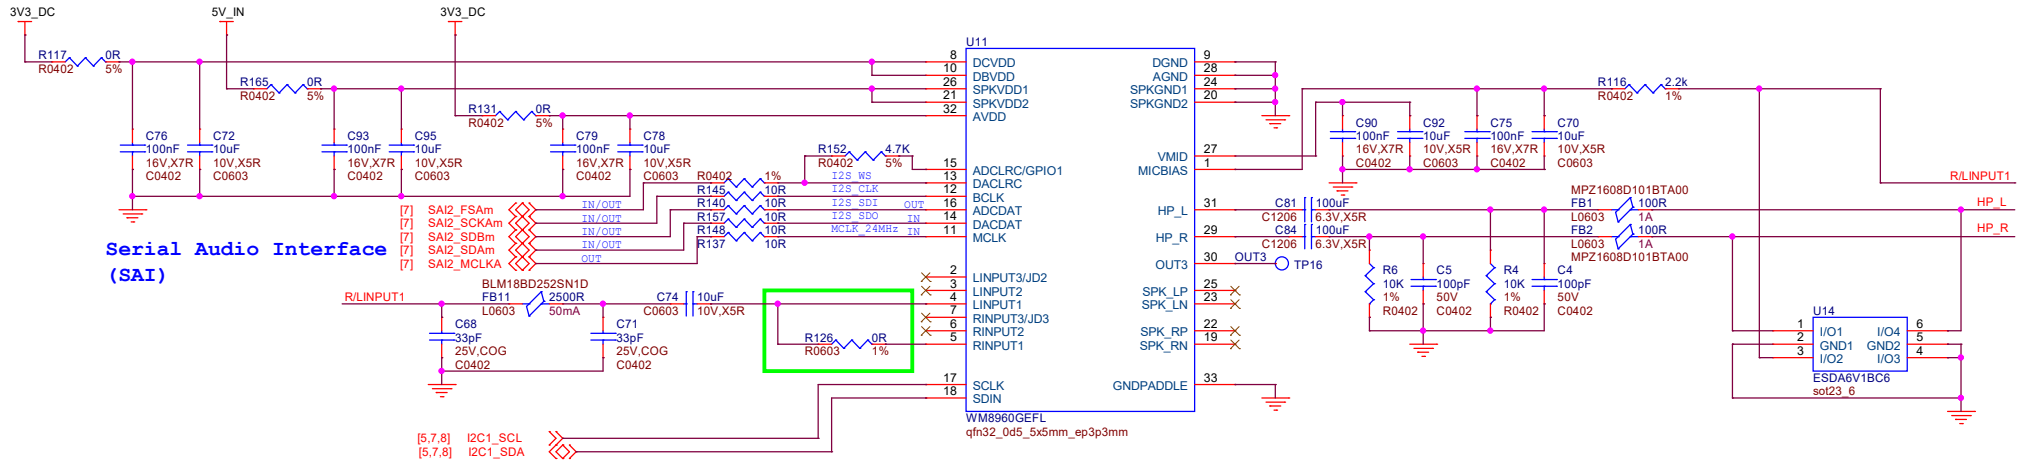 3V3_DC 5V_IN 3V3_DC
R117 0R
R0402 5%
R165 0R
R0402 5%
R131 0R
R0402 5%
C76
100nF
16V,X7R
C0402
C72
10uF
10V,X5R
C0603
C93
100nF
16V,X7R
C0402
C95
10uF
10V,X5R
C0603
C79
100nF
16V,X7R
C0402
C78
10uF
10V,X5R
C0603
R152 4.7K
R0402 5%
R0402 1%
R145 10R
R140 10R
R157 10R
R148 10R
R137 10R
I2S_WS
I2S_CLK
I2S_SDI OUT
I2S_SDO IN
MCLK_24MHz IN
[7] SAI2_FSAm IN/OUT
[7] SAI2_SCKAm IN/OUT
[7] SAI2_SDBm IN/OUT
[7] SAI2_SDAm IN/OUT
[7] SAI2_MCLKA OUT
Serial Audio Interface
(SAI)
R/LINPUT1
BLM18BD252SN1D
FB11 2500R
L0603 50mA
C68
33pF
25V,COG
C0402
C71
33pF
25V,COG
C0402
C74 10uF
C0603 10V,X5R
R126 0R
R0603 1%
[5,7,8] I2C1_SCL
[5,7,8] I2C1_SDA
U11
8 DCVDD
10 DBVDD
26 SPKVDD1
21 SPKVDD2
32 AVDD
15 ADCLRC/GPIO1
13 DACLRC
12 BCLK
16 ADCDAT
14 DACDAT
11 MCLK
2 LINPUT3/JD2
3 LINPUT2
4 LINPUT1
7 RINPUT3/JD3
6 RINPUT2
5 RINPUT1
17 SCLK
18 SDIN
DGND 9
AGND 28
SPKGND1 24
SPKGND2 20
VMID 27
MICBIAS 1
HP_L 31
HP_R 29
OUT3 30
SPK_LP 25
SPK_LN 23
SPK_RP 22
SPK_RN 19
GNDPADDLE 33
WM8960GEFL
qfn32_0d5_5x5mm_ep3p3mm
C90
100nF
16V,X7R
C0402
C92
10uF
10V,X5R
C0603
C75
100nF
16V,X7R
C0402
C70
10uF
10V,X5R
C0603
R116 2.2k
R0402 1%
R/LINPUT1
C81 100uF
C1206 6.3V,X5R
C84 100uF
C1206 6.3V,X5R
OUT3 TP16
MPZ1608D101BTA00
FB1 100R
L0603 1A
FB2 100R
L0603 1A
MPZ1608D101BTA00
HP_L
HP_R
R6
10K
1%
R0402
C5
100pF
50V
C0402
R4
10K
1%
R0402
C4
100pF
50V
C0402
U14
1 I/O1 I/O4 6
2 GND1 GND2 5
3 I/O2 I/O3 4
ESDA6V1BC6
sot23_6